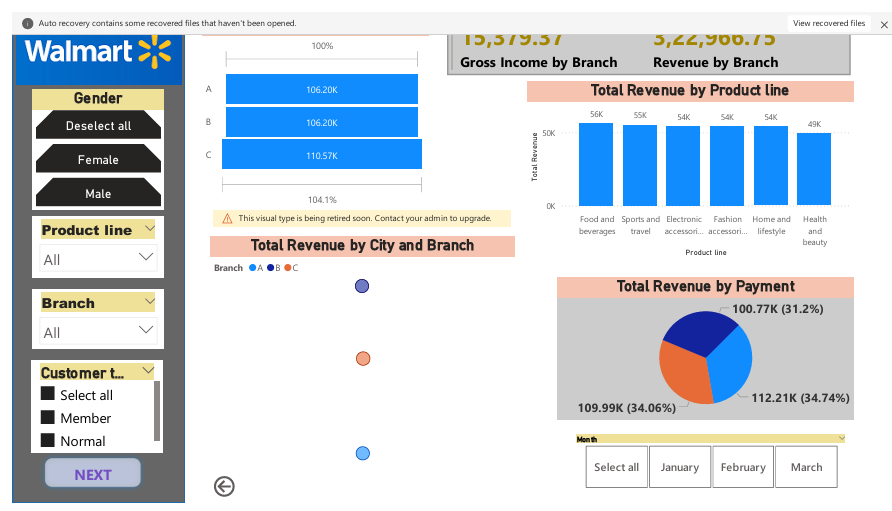 Auto recovery contains some recovered files that haven't been opened.
View recovered files
Walmart
Gender
Deselect all
Female
Male
Product line
All
Branch
All
Customer t...
Select all
Member
Normal
NEXT
100%
A
106.20K
B
106.20K
C
110.57K
104.1%
This visual type is being retired soon. Contact your admin to upgrade.
Total Revenue by City and Branch
Branch A B C
15,379.37
3,22,966.75
Gross Income by Branch
Revenue by Branch
Total Revenue by Product line
Total Revenue
50K
0K
56K
55K
54K
54K
54K
49K
Food and beverages
Sports and travel
Electronic accessori...
Fashion accessori...
Home and lifestyle
Health and beauty
Product line
Total Revenue by Payment
100.77K (31.2%)
112.21K (34.74%)
109.99K (34.06%)
Month
Select all
January
February
March